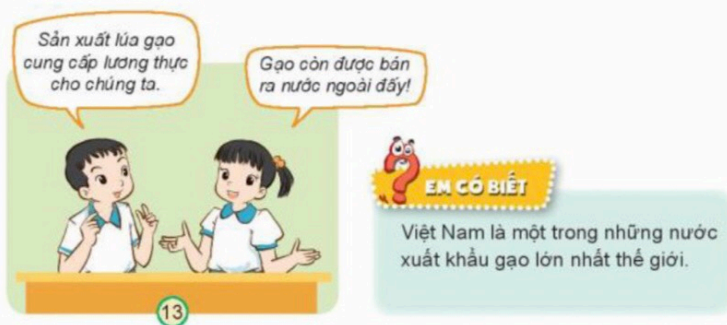 Sản xuất lúa gạo
cung cấp lương thực
cho chúng ta.
Gạo còn được bán
ra nước ngoài đấy!
13
EM CÓ BIẾT
Việt Nam là một trong những nước
xuất khẩu gạo lớn nhất thế giới.